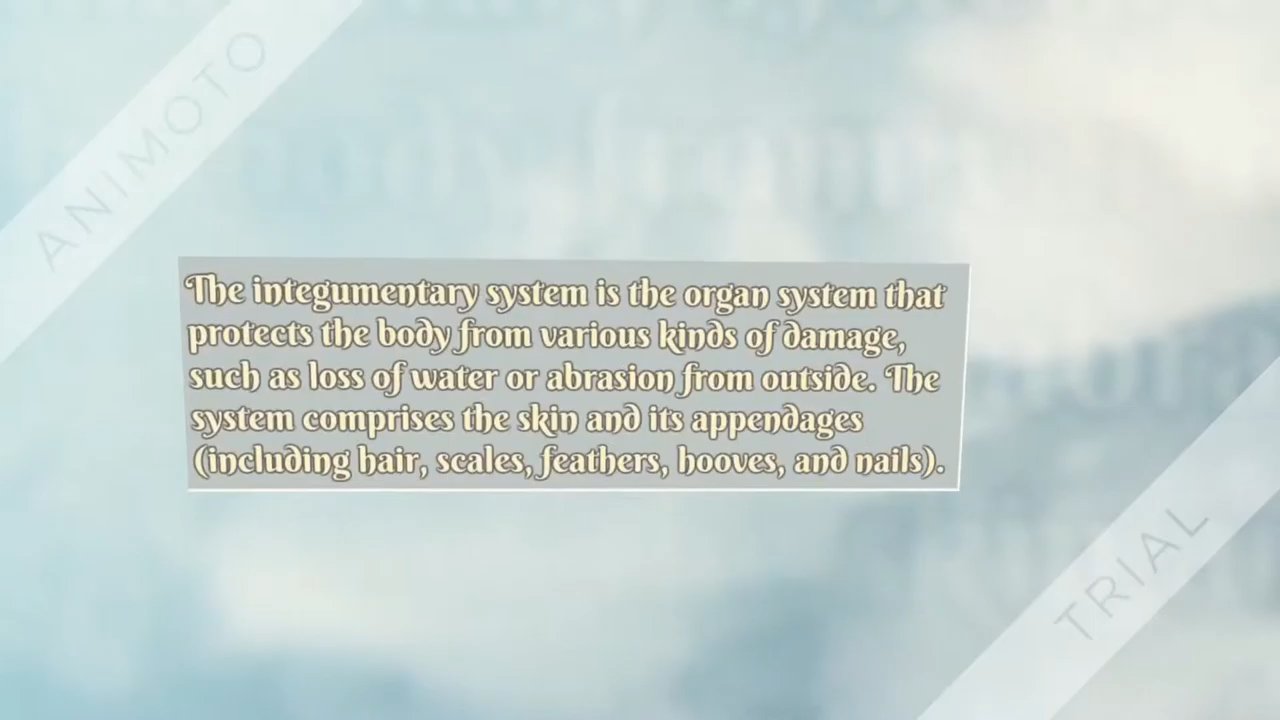 ANIMOTO
The integumentary system is the organ system that
protects the body from various kinds of damage,
such as loss of water or abrasion from outside. The
system comprises the skin and its appendages
(including hair, scales, feathers, hooves, and nails).
TRIAL